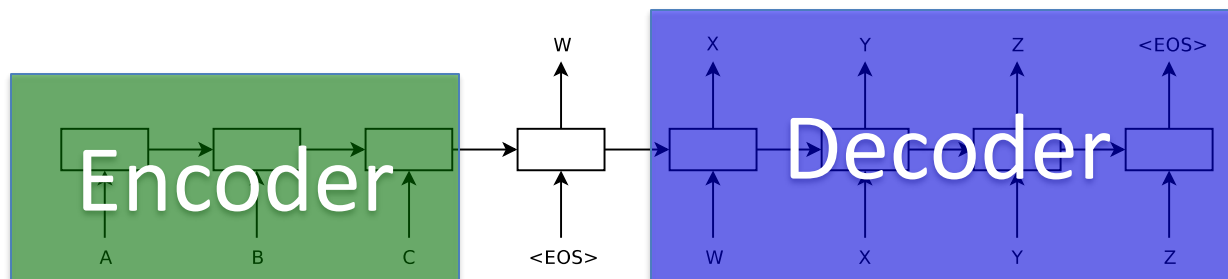 W X Y Z <EOS>
Encoder Decoder
A B C <EOS> W X Y Z